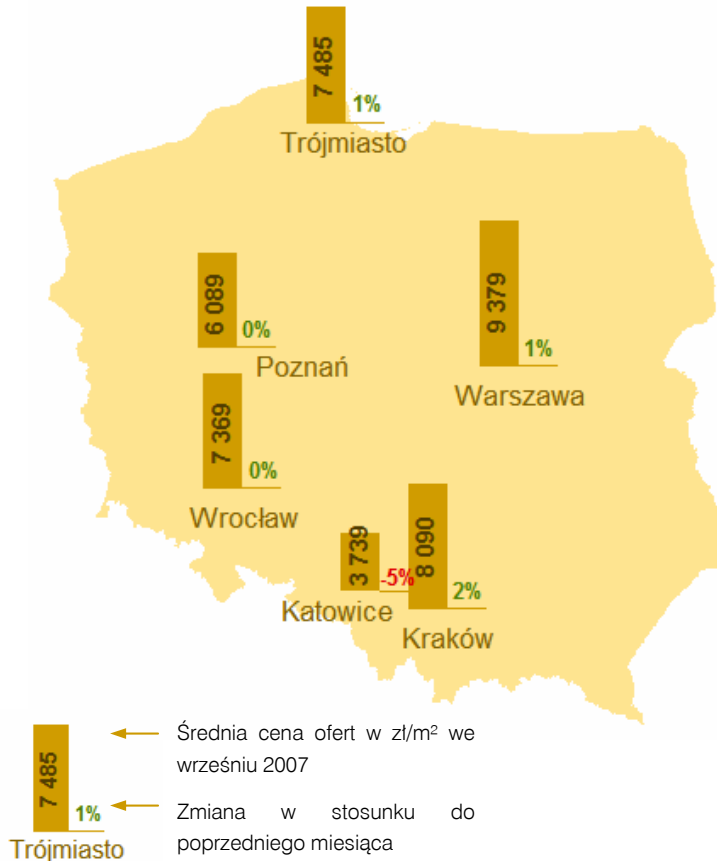 7 485
1%
Trójmiasto
6 089
0%
Poznań
9 379
1%
Warszawa
7 369
0%
Wrocław
3 739
-5%
Katowice
8 090
2%
Kraków
7 485
1%
Trójmiasto
Średnia cena ofert w zł/m² we
wrześniu 2007
Zmiana w stosunku do
poprzedniego miesiąca